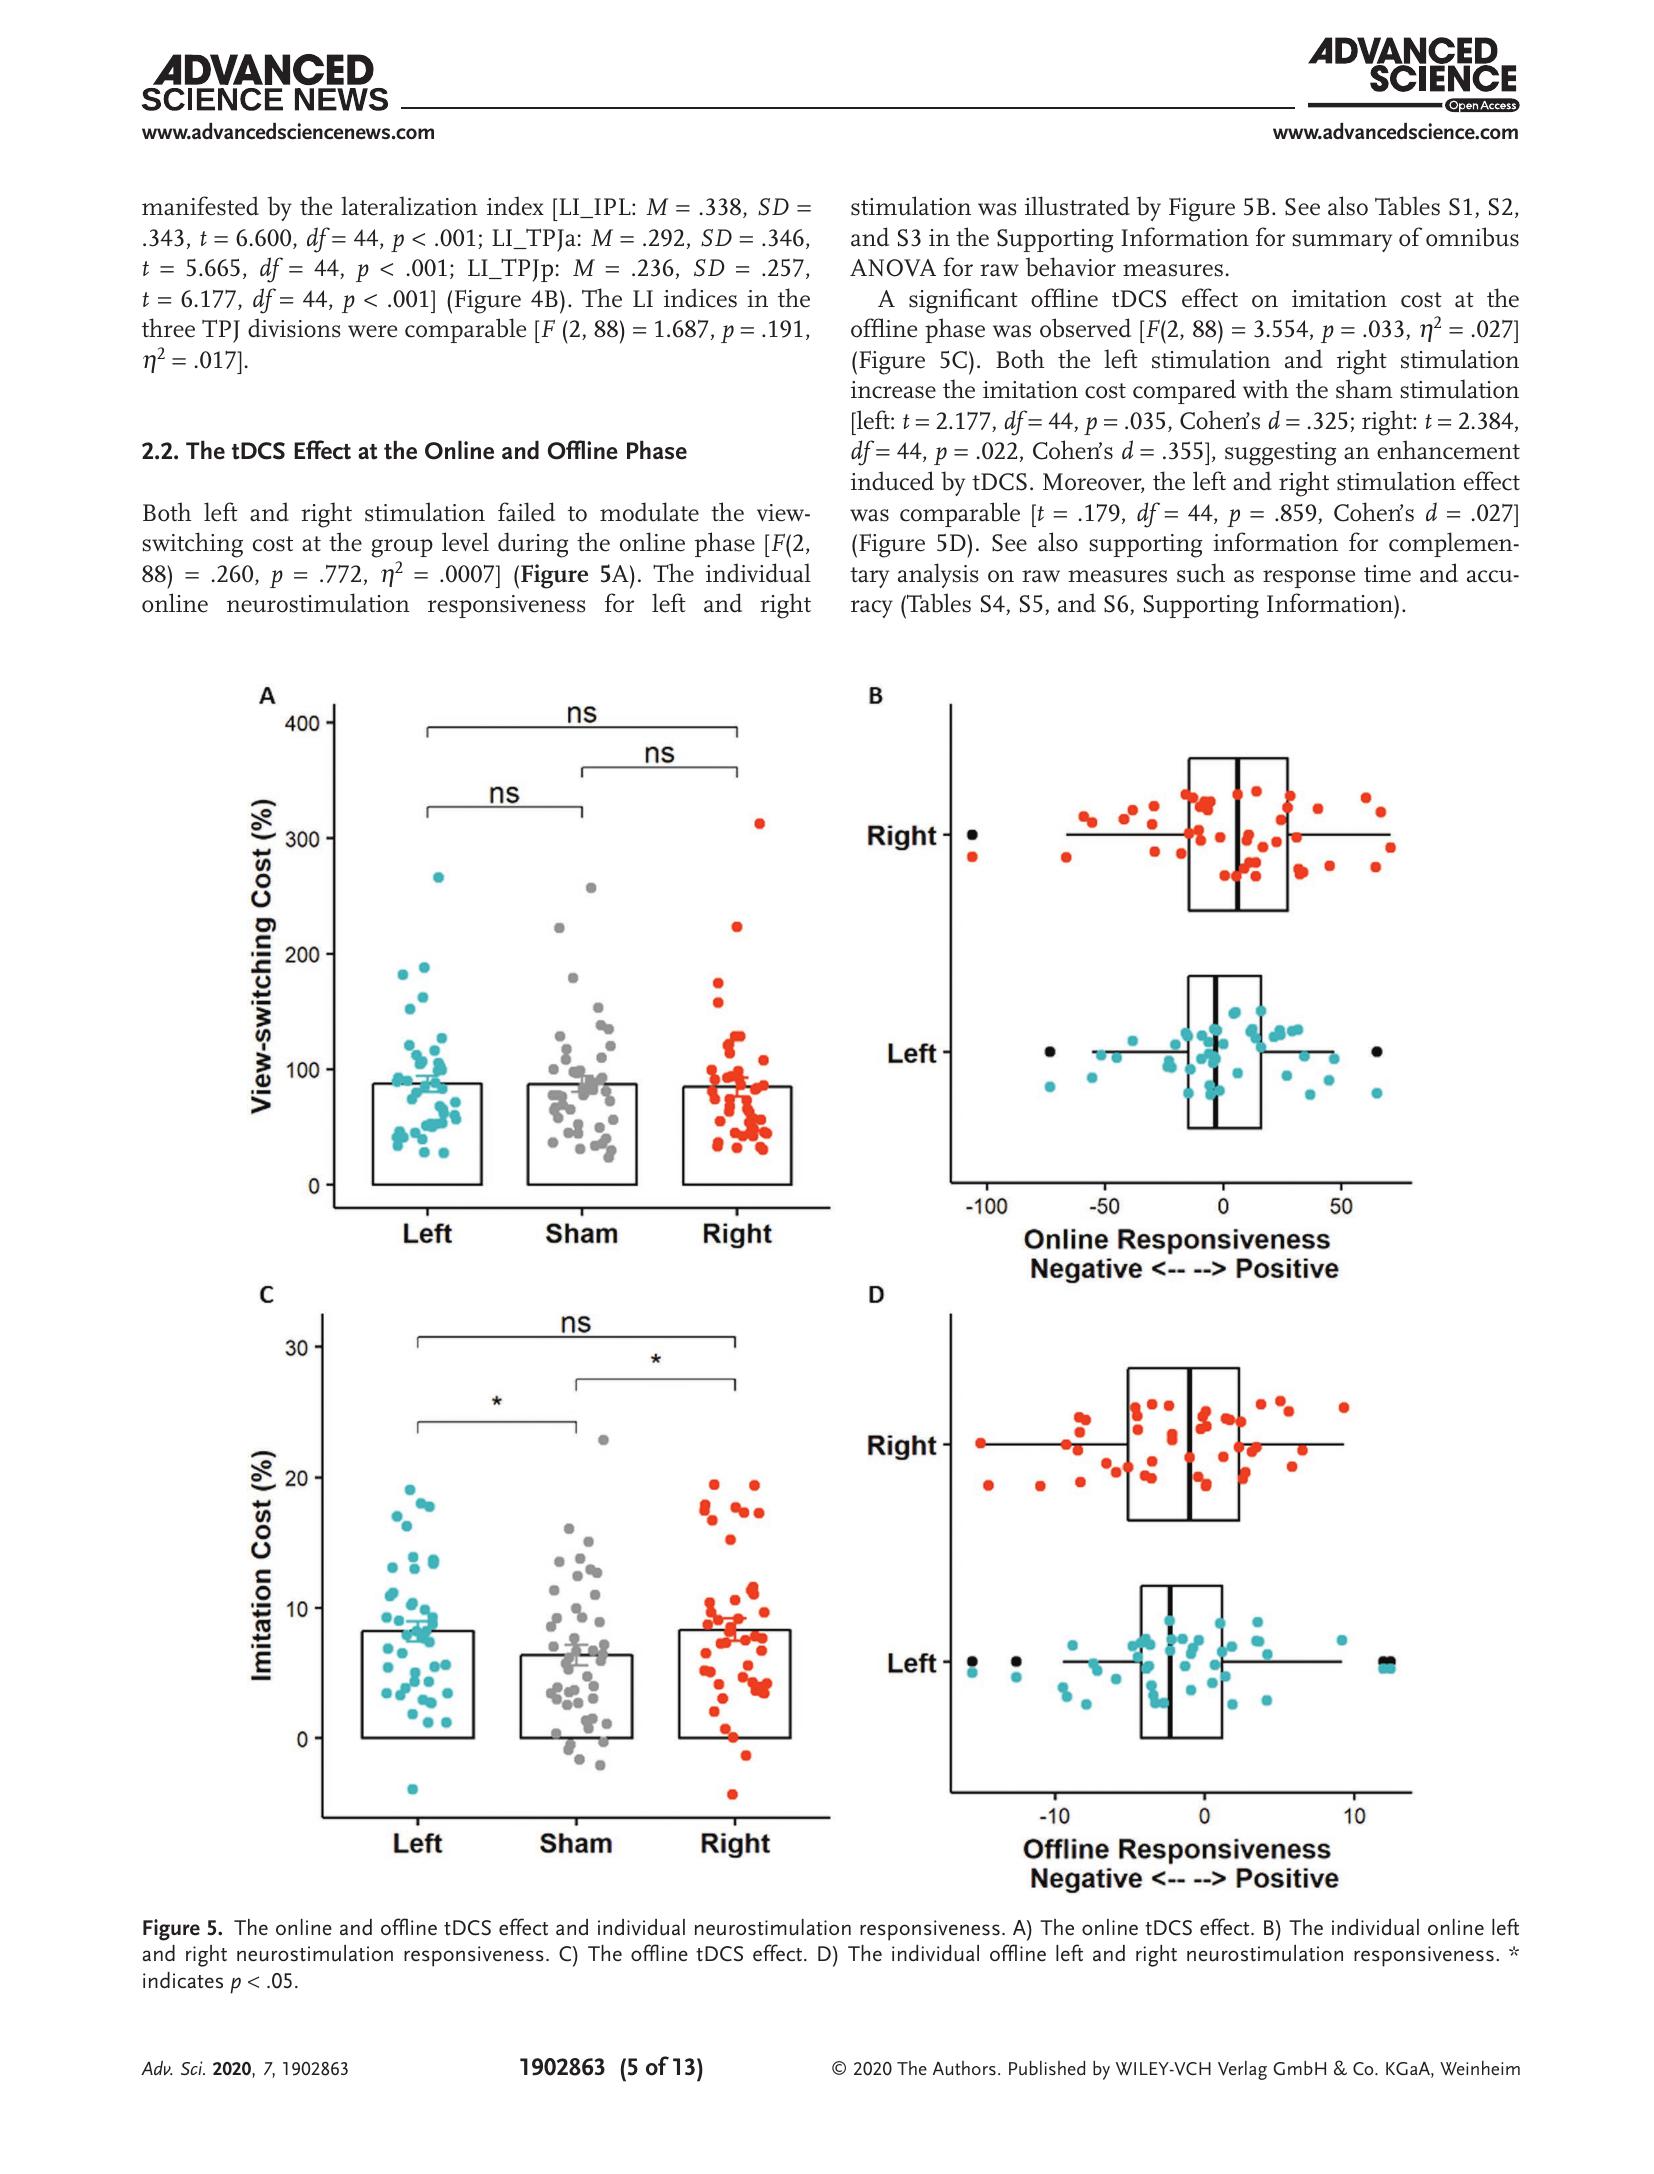 ADVANCED
SCIENCE NEWS
www.advancedsciencenews.com
ADVANCED
SCIENCE
Open Access
www.advancedscience.com
manifested by the lateralization index [LI_IPL: M = .338, SD =
.343, t = 6.600, df = 44, p < .001; LI_TPJa: M = .292, SD = .346,
t = 5.665, df = 44, p < .001; LI_TPJp: M = .236, SD = .257,
t = 6.177, df = 44, p < .001] (Figure 4B). The LI indices in the
three TPJ divisions were comparable [F (2, 88) = 1.687, p = .191,
η² = .017].
2.2. The tDCS Effect at the Online and Offline Phase
Both left and right stimulation failed to modulate the view-
switching cost at the group level during the online phase [F(2,
88) = .260, p = .772, η² = .0007] (Figure 5A). The individual
online neurostimulation responsiveness for left and right
stimulation was illustrated by Figure 5B. See also Tables S1, S2,
and S3 in the Supporting Information for summary of omnibus
ANOVA for raw behavior measures.
A significant offline tDCS effect on imitation cost at the
offline phase was observed [F(2, 88) = 3.554, p = .033, η² = .027]
(Figure 5C). Both the left stimulation and right stimulation
increase the imitation cost compared with the sham stimulation
[left: t = 2.177, df = 44, p = .035, Cohen's d = .325; right: t = 2.384,
df = 44, p = .022, Cohen's d = .355], suggesting an enhancement
induced by tDCS. Moreover, the left and right stimulation effect
was comparable [t = .179, df = 44, p = .859, Cohen's d = .027]
(Figure 5D). See also supporting information for complemen-
tary analysis on raw measures such as response time and accu-
racy (Tables S4, S5, and S6, Supporting Information).
A
View-switching Cost (%)
400
300
200
100
0
ns
ns
ns
Left Sham Right
B
Right
Left
-100 -50 0 50
Online Responsiveness
Negative <-- --> Positive
C
Imitation Cost (%)
30
20
10
0
ns
*
*
Left Sham Right
D
Right
Left
-10 0 10
Offline Responsiveness
Negative <-- --> Positive
Figure 5. The online and offline tDCS effect and individual neurostimulation responsiveness. A) The online tDCS effect. B) The individual online left
and right neurostimulation responsiveness. C) The offline tDCS effect. D) The individual offline left and right neurostimulation responsiveness. *
indicates p < .05.
Adv. Sci. 2020, 7, 1902863
1902863 (5 of 13)
© 2020 The Authors. Published by WILEY-VCH Verlag GmbH & Co. KGaA, Weinheim